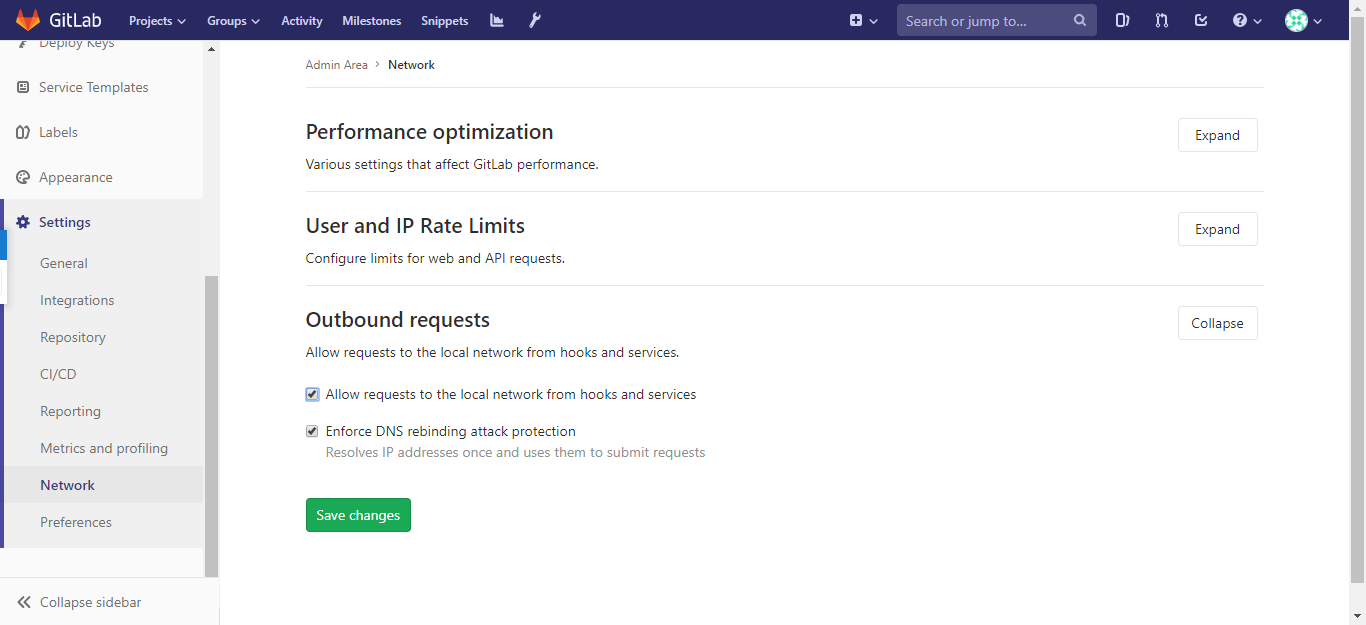 GitLab Projects Groups Activity Milestones Snippets Search or jump to...
Deploy Keys
Service Templates
Labels
Appearance
Settings
General
Integrations
Repository
CI/CD
Reporting
Metrics and profiling
Network
Preferences
Collapse sidebar
Admin Area > Network
Performance optimization
Expand
Various settings that affect GitLab performance.
User and IP Rate Limits
Expand
Configure limits for web and API requests.
Outbound requests
Collapse
Allow requests to the local network from hooks and services.
Allow requests to the local network from hooks and services
Enforce DNS rebinding attack protection
Resolves IP addresses once and uses them to submit requests
Save changes